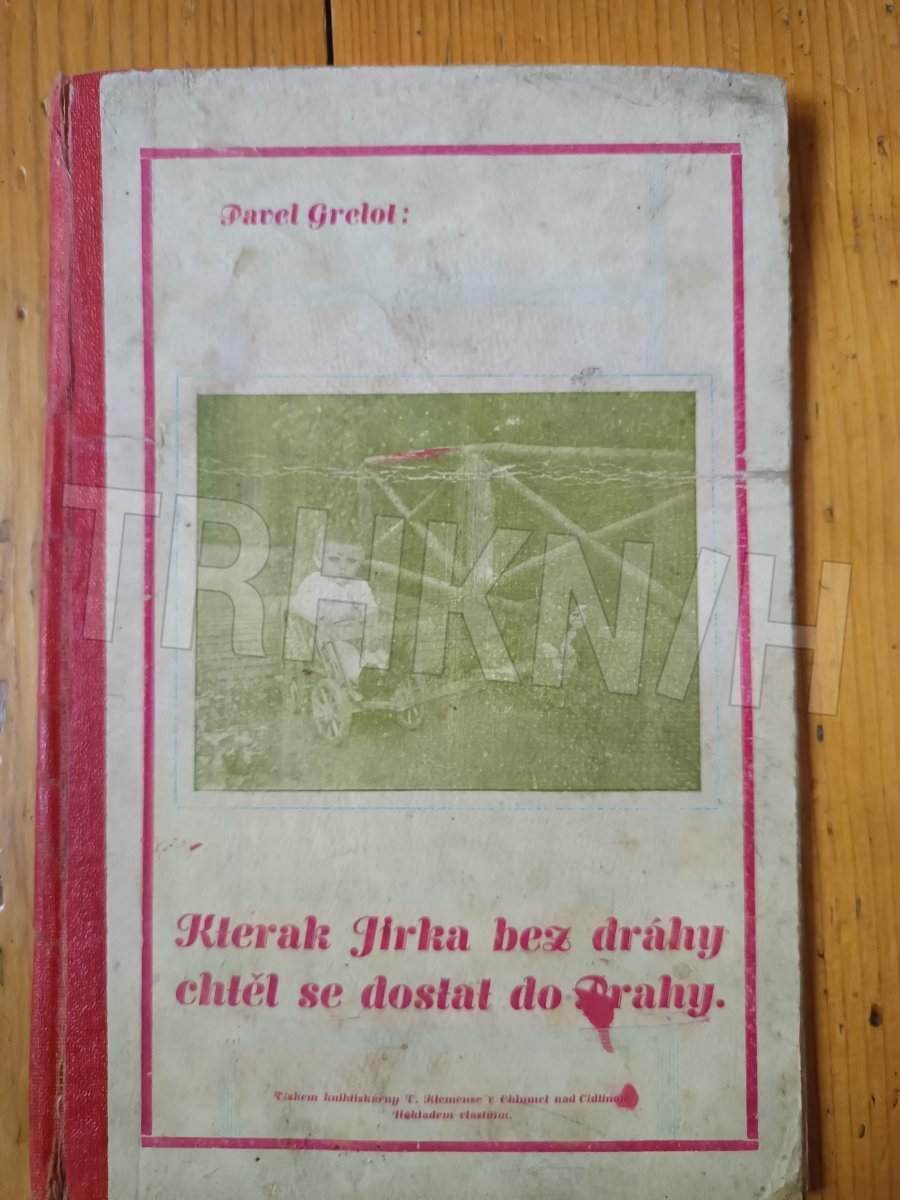 Pavel Grelot:
TRHKNIH
Kterak Jirka bez dráhy
chtěl se dostat do Prahy.
Tiskem knihtiskárny V. Klemense v Chlumci nad Cidlinou
Nákladem vlastním.